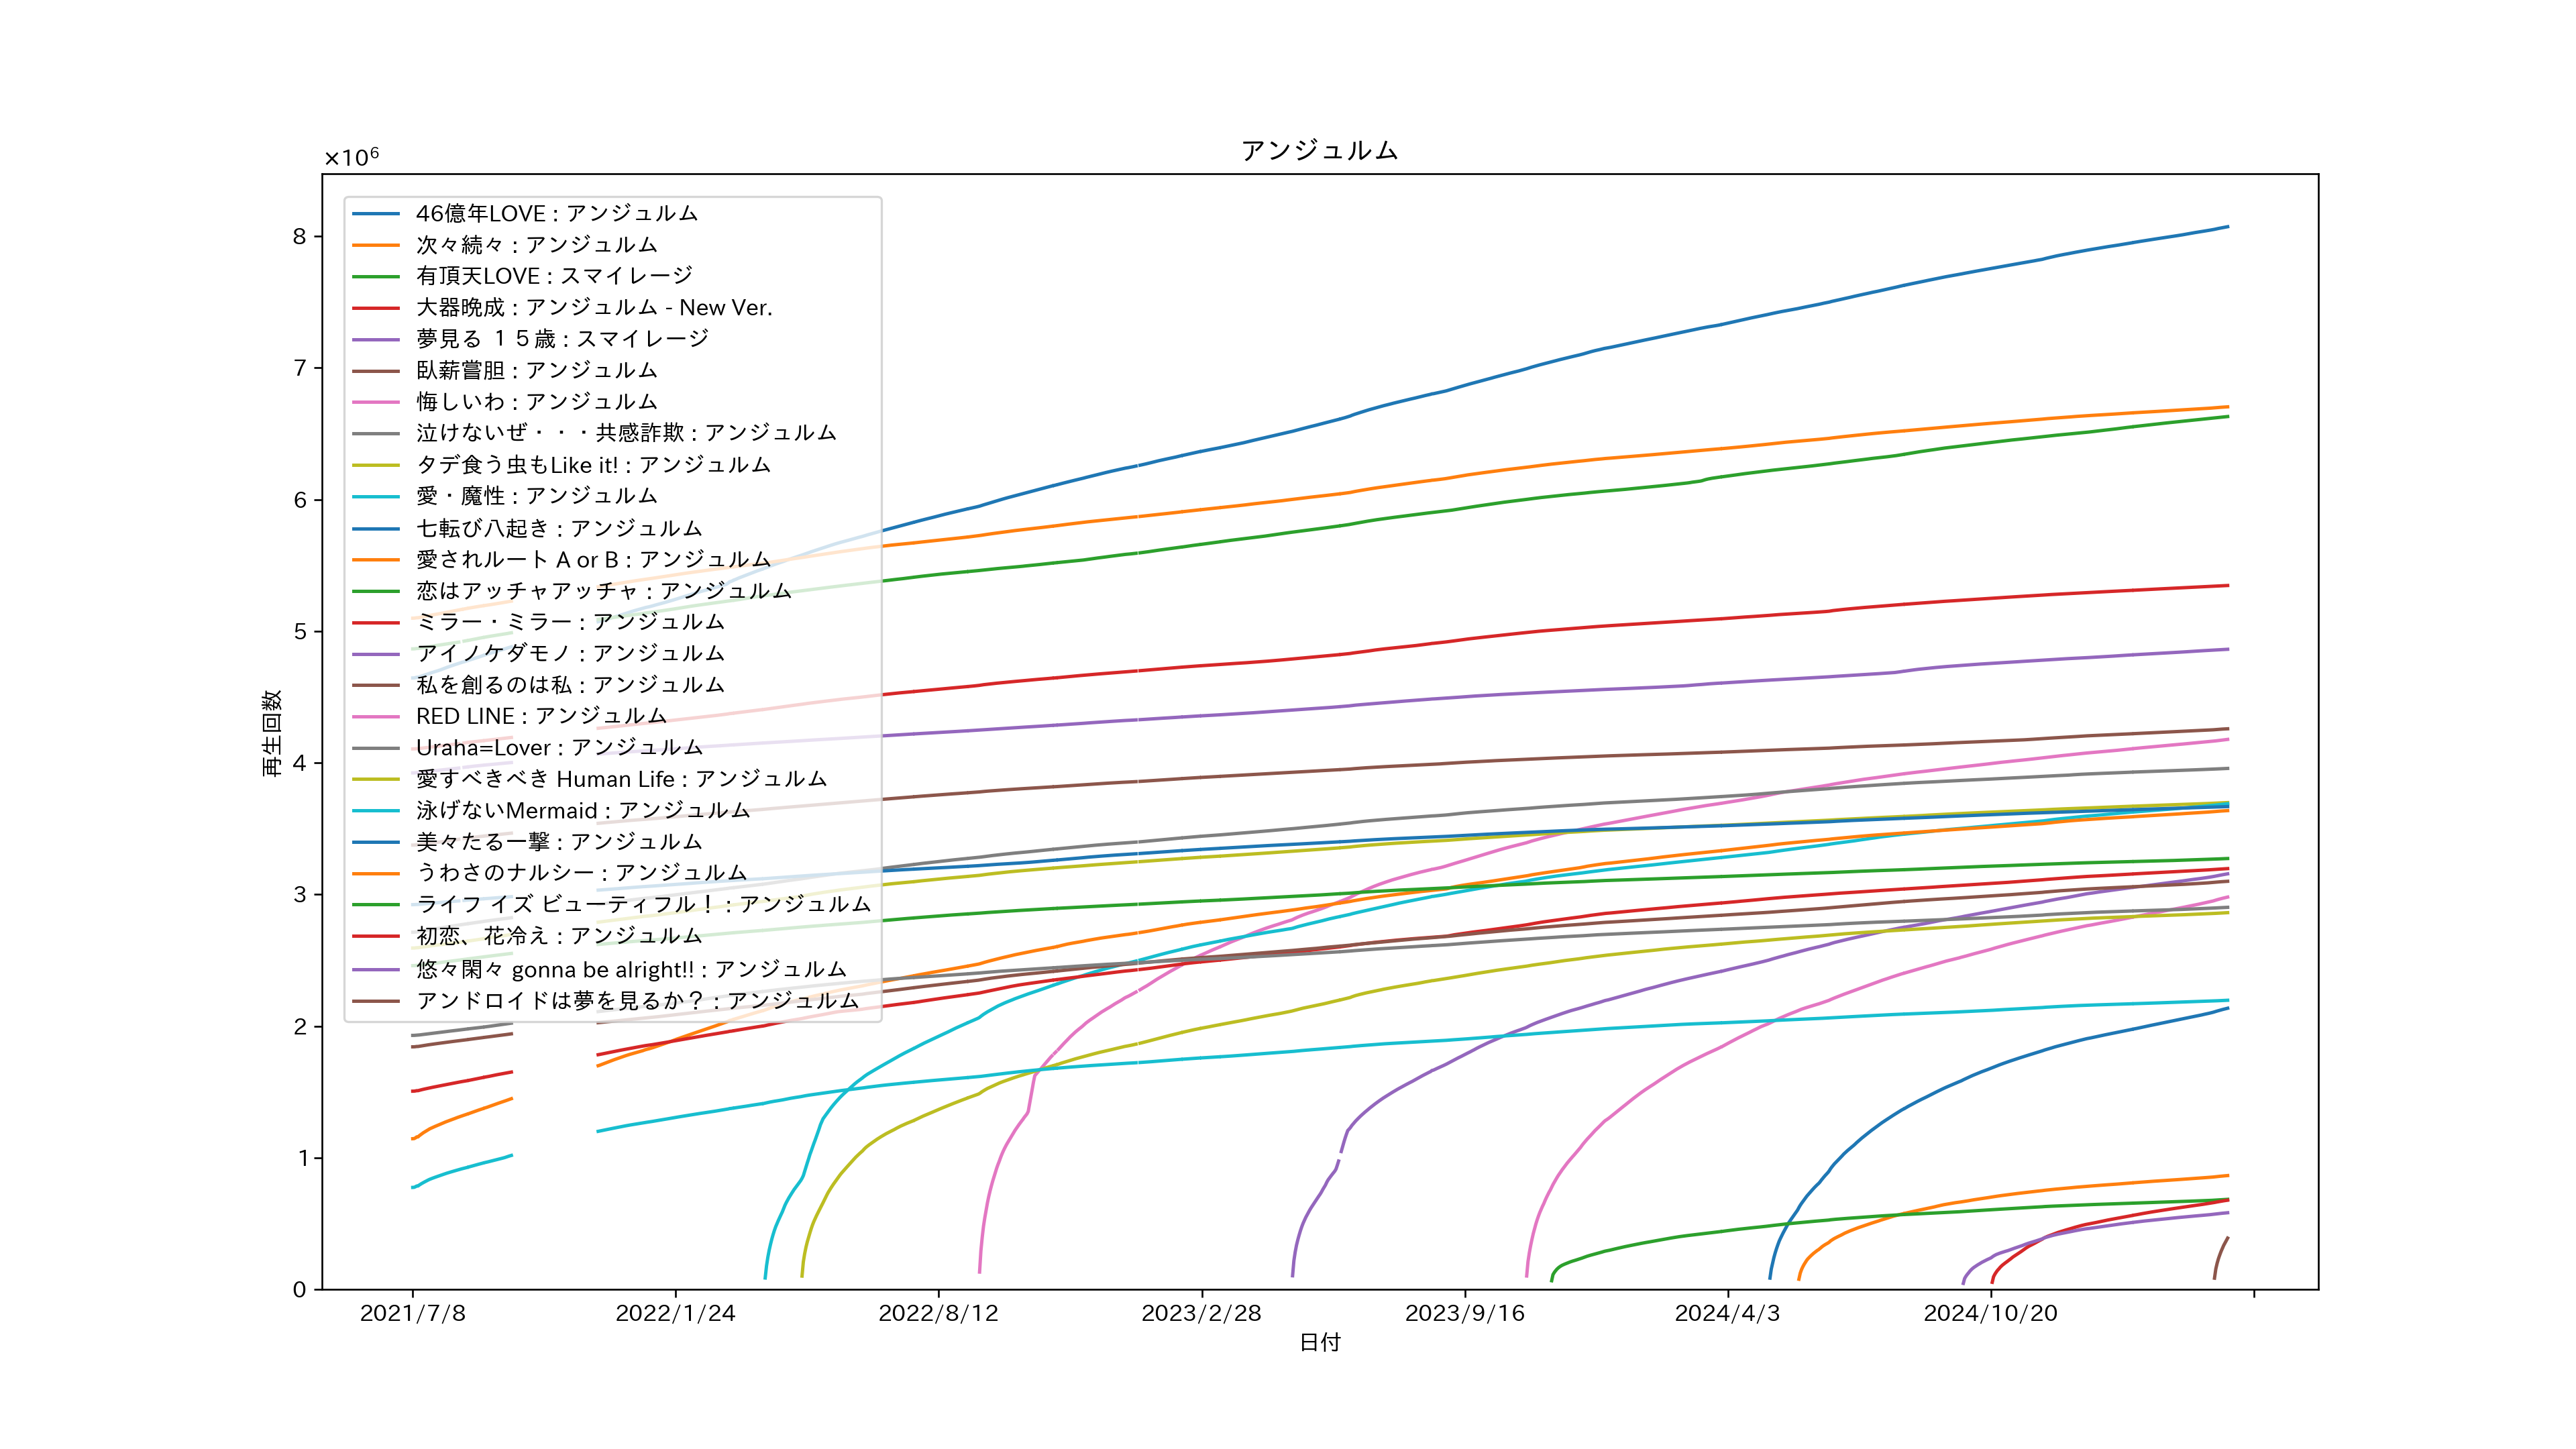 アンジュルム
×10⁶
46億年LOVE : アンジュルム
次々続々 : アンジュルム
有頂天LOVE : スマイレージ
大器晩成 : アンジュルム - New Ver.
夢見る １５歳 : スマイレージ
臥薪嘗胆 : アンジュルム
悔しいわ : アンジュルム
泣けないぜ・・・共感詐欺 : アンジュルム
タデ食う虫もLike it! : アンジュルム
愛・魔性 : アンジュルム
七転び八起き : アンジュルム
愛されルート A or B : アンジュルム
恋はアッチャアッチャ : アンジュルム
ミラー・ミラー : アンジュルム
アイノケダモノ : アンジュルム
私を創るのは私 : アンジュルム
RED LINE : アンジュルム
Uraha=Lover : アンジュルム
愛すべきべき Human Life : アンジュルム
泳げないMermaid : アンジュルム
美々たる一撃 : アンジュルム
うわさのナルシー : アンジュルム
ライフ イズ ビューティフル！ : アンジュルム
初恋、花冷え : アンジュルム
悠々閑々 gonna be alright!! : アンジュルム
アンドロイドは夢を見るか？ : アンジュルム
8
7
6
5
4
3
2
1
0
再生回数
2021/7/8
2022/1/24
2022/8/12
2023/2/28
2023/9/16
2024/4/3
2024/10/20
日付